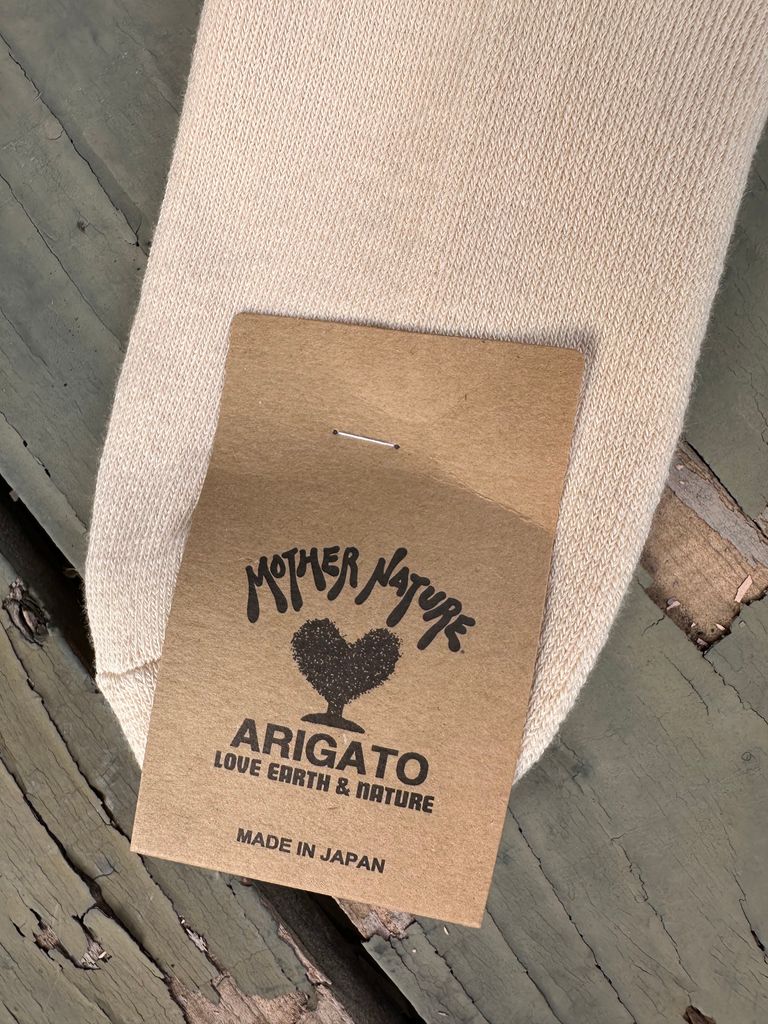 MOTHER NATURE
ARIGATO
LOVE EARTH & NATURE
MADE IN JAPAN